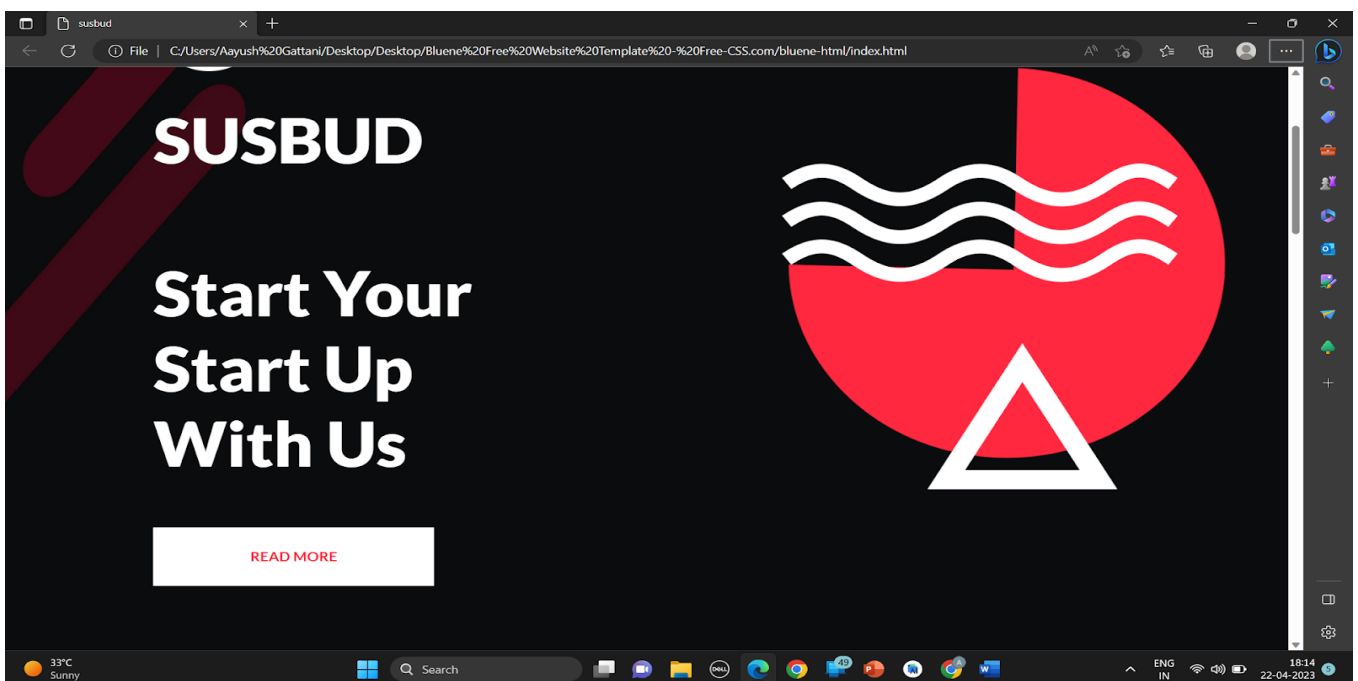 susbud
File | C:/Users/Aayush%20Gattani/Desktop/Desktop/Bluene%20Free%20Website%20Template%20-%20Free-CSS.com/bluene-html/index.html
SUSBUD
Start Your
Start Up
With Us
READ MORE
33°C
Sunny
Search
DELL
49
P
A
W
ENG
IN
18:14
22-04-2023
5